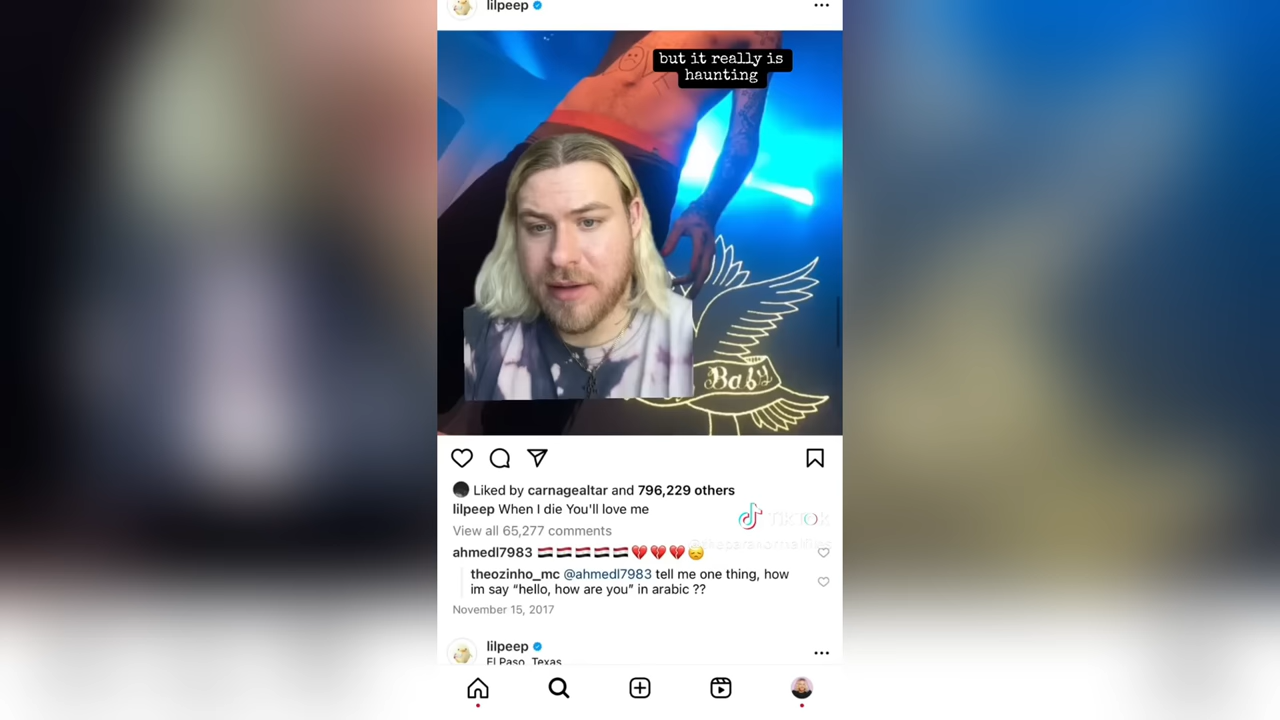 lilpeep
but it really is
haunting
Baby
Liked by carnagealtar and 796,229 others
lilpeep When I die You'll love me
View all 65,277 comments
TikTok
ahmedl7983 🇾🇪🇾🇪🇾🇪🇾🇪🇾🇪💔💔💔😔
theozinho_mc @ahmedl7983 tell me one thing, how
im say “hello, how are you” in arabic ??
November 15, 2017
lilpeep
El Paso, Texas